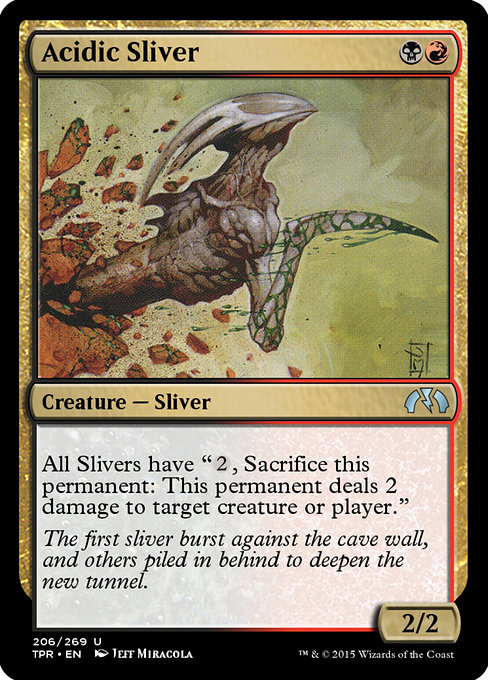 Acidic Sliver
Creature — Sliver
All Slivers have “2, Sacrifice this
permanent: This permanent deals 2
damage to target creature or player.”
The first sliver burst against the cave wall,
and others piled in behind to deepen the
new tunnel.
2/2
206/269 U
TPR • EN Jeff Miracola
™ & © 2015 Wizards of the Coast